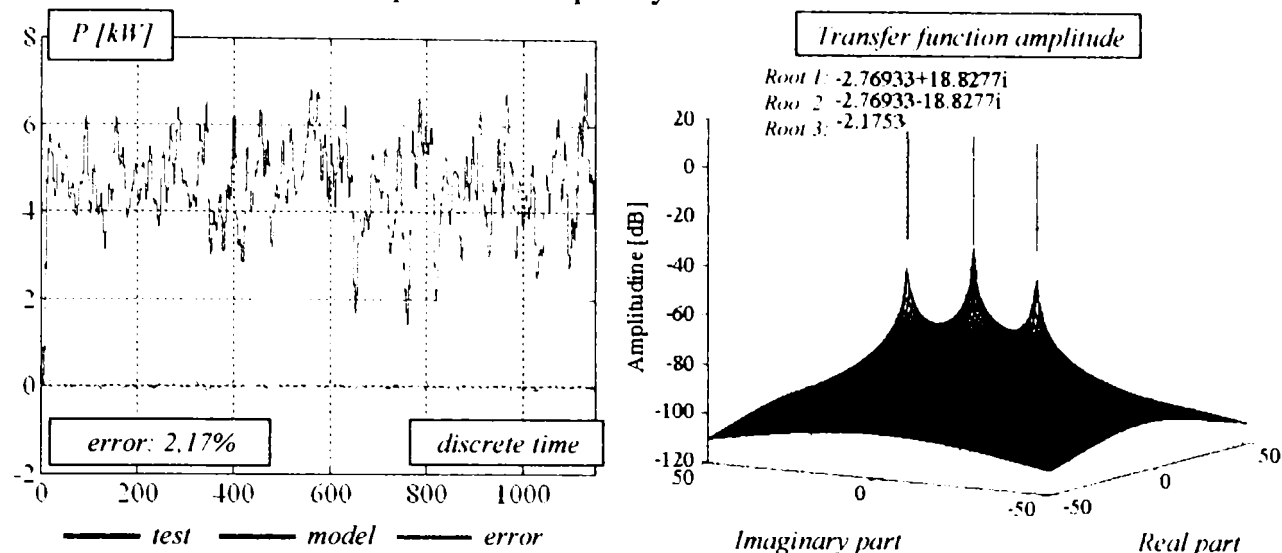 P [kW]
8
6
4
2
0
-2
0
200
400
600
800
1000
error: 2,17%
discrete time
test
model
error
Transfer function amplitude
Root 1: -2.76933+18.8277i
Roo 2 -2.76933-18.8277i
Root 3: -2.1753
Amplitudine [dB]
20
0
-20
-40
-60
-80
-100
-120
50
0
-50
-50
0
50
Imaginary part
Real part